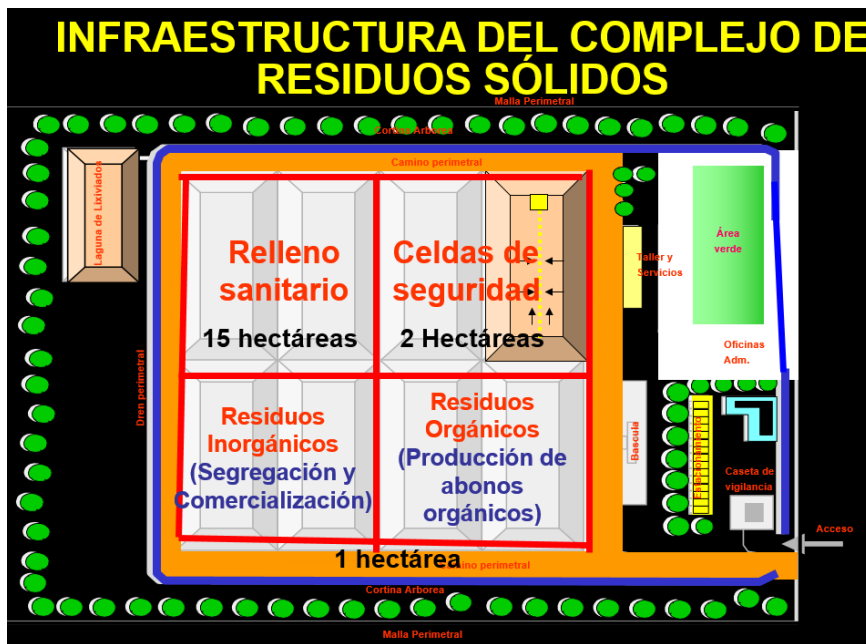 INFRAESTRUCTURA DEL COMPLEJO DE
RESIDUOS SÓLIDOS
Malla Perimetral
Cortina Arborea
Camino perimetral
Laguna de Lixiviados
Relleno
sanitario
15 hectáreas
Celdas de
seguridad
2 Hectáreas
Taller y
Servicios
Área
verde
Oficinas
Adm.
Dren perimetral
Residuos
Inorgánicos
(Segregación y
Comercialización)
Residuos
Orgánicos
(Producción de
abonos
orgánicos)
Bascula
Estacionamiento
Caseta de
vigilancia
Acceso
1 hectárea
Camino perimetral
Cortina Arborea
Malla Perimetral